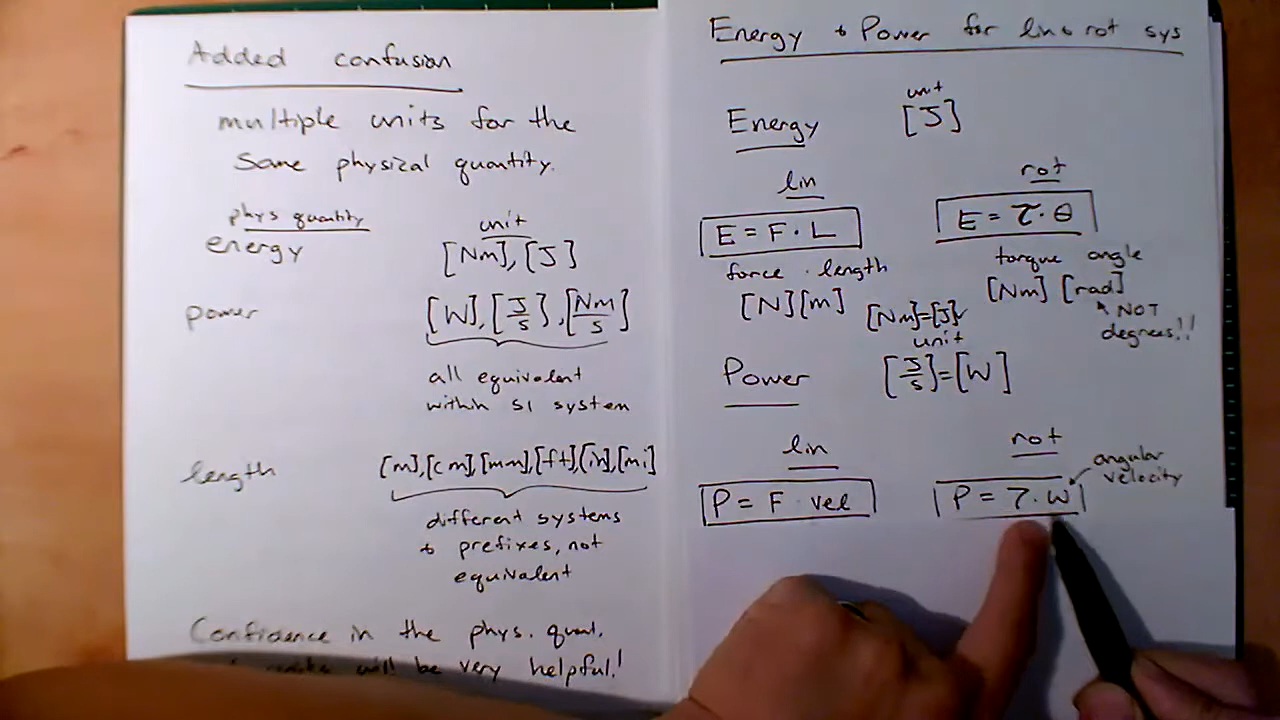 Added confusion
multiple units for the
same physical quantity.
phys quantity unit
energy [Nm], [J]
power [W], [J/s], [Nm/s]
all equivalent
within SI system
length [m], [cm], [mm], [ft], [in], [mi]
different systems
& prefixes, not
equivalent
Confidence in the phys. quant.
will be very helpful!
Energy & Power for lin & rot sys
unit
Energy [J]
lin rot
E = F · L E = τ · θ
force · length torque angle
[N][m] [Nm] [rad]
[Nm]=[J] NOT
degrees!!
unit
Power [J/s]=[W]
lin rot
angular
velocity
P = F · vel P = τ · ω